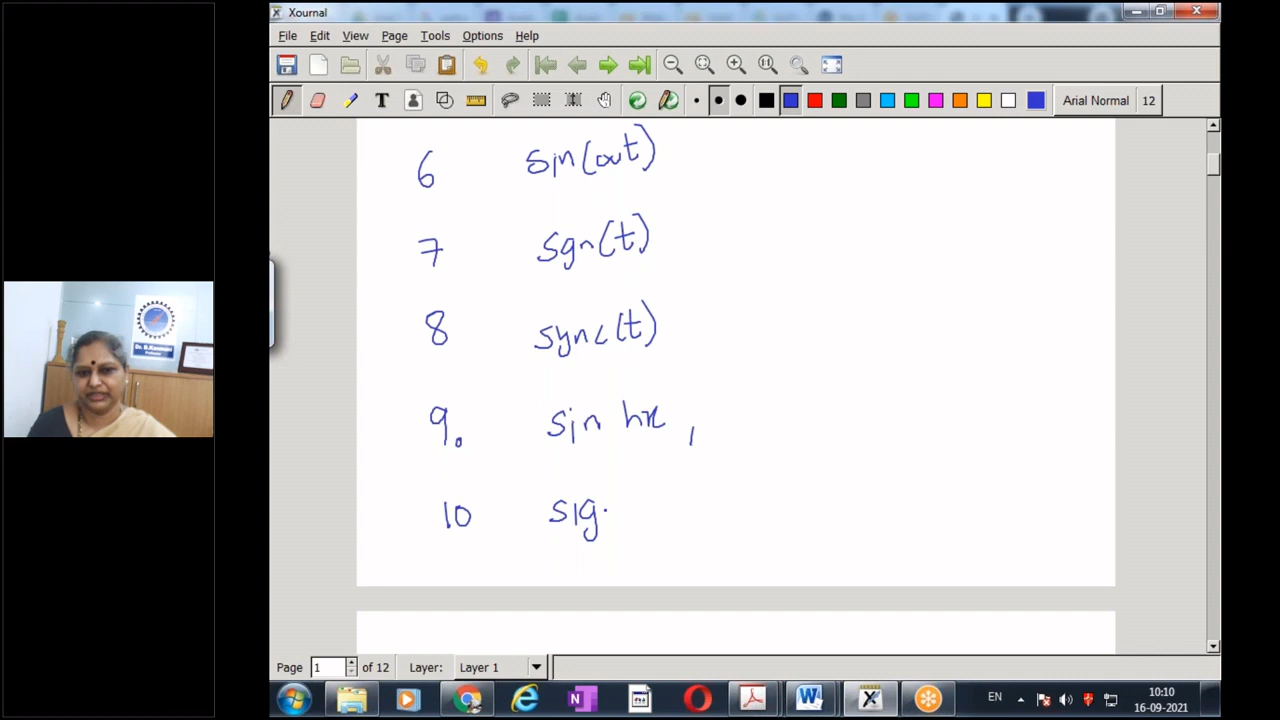 Xournal
File Edit View Page Tools Options Help
Arial Normal 12
6 sin(out)
7 sgn(t)
8 sync(t)
9. sin hx ,
10 sig.
Page 1 of 12 Layer: Layer 1
EN 10:10
16-09-2021